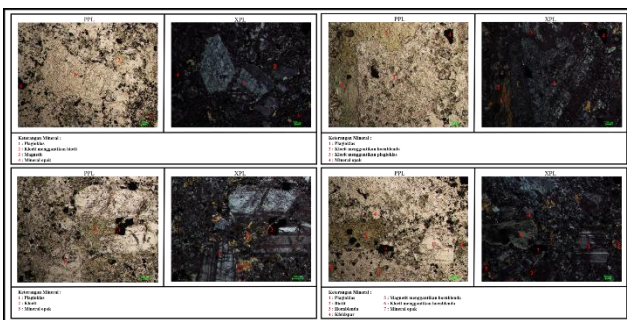 PPL XPL
Keterangan Mineral :
1 : Plagioklas
2 : Klorit menggantikan biotit
3 : Magnetit
4 : Mineral opak
PPL XPL
Keterangan Mineral :
1 : Plagioklas
2 : Klorit menggantikan hornblenda
3 : Klorit menggantikan plagioklas
4 : Mineral opak
PPL XPL
Keterangan Mineral :
1 : Plagioklas
2 : Klorit
3 : Mineral opak
PPL XPL
Keterangan Mineral :
1 : Plagioklas 5 : Magnetit menggantikan hornblenda
2 : Biotit 6 : Klorit menggantikan hornblenda
3 : Hornblenda 7 : Mineral opak
4 : K-felspar